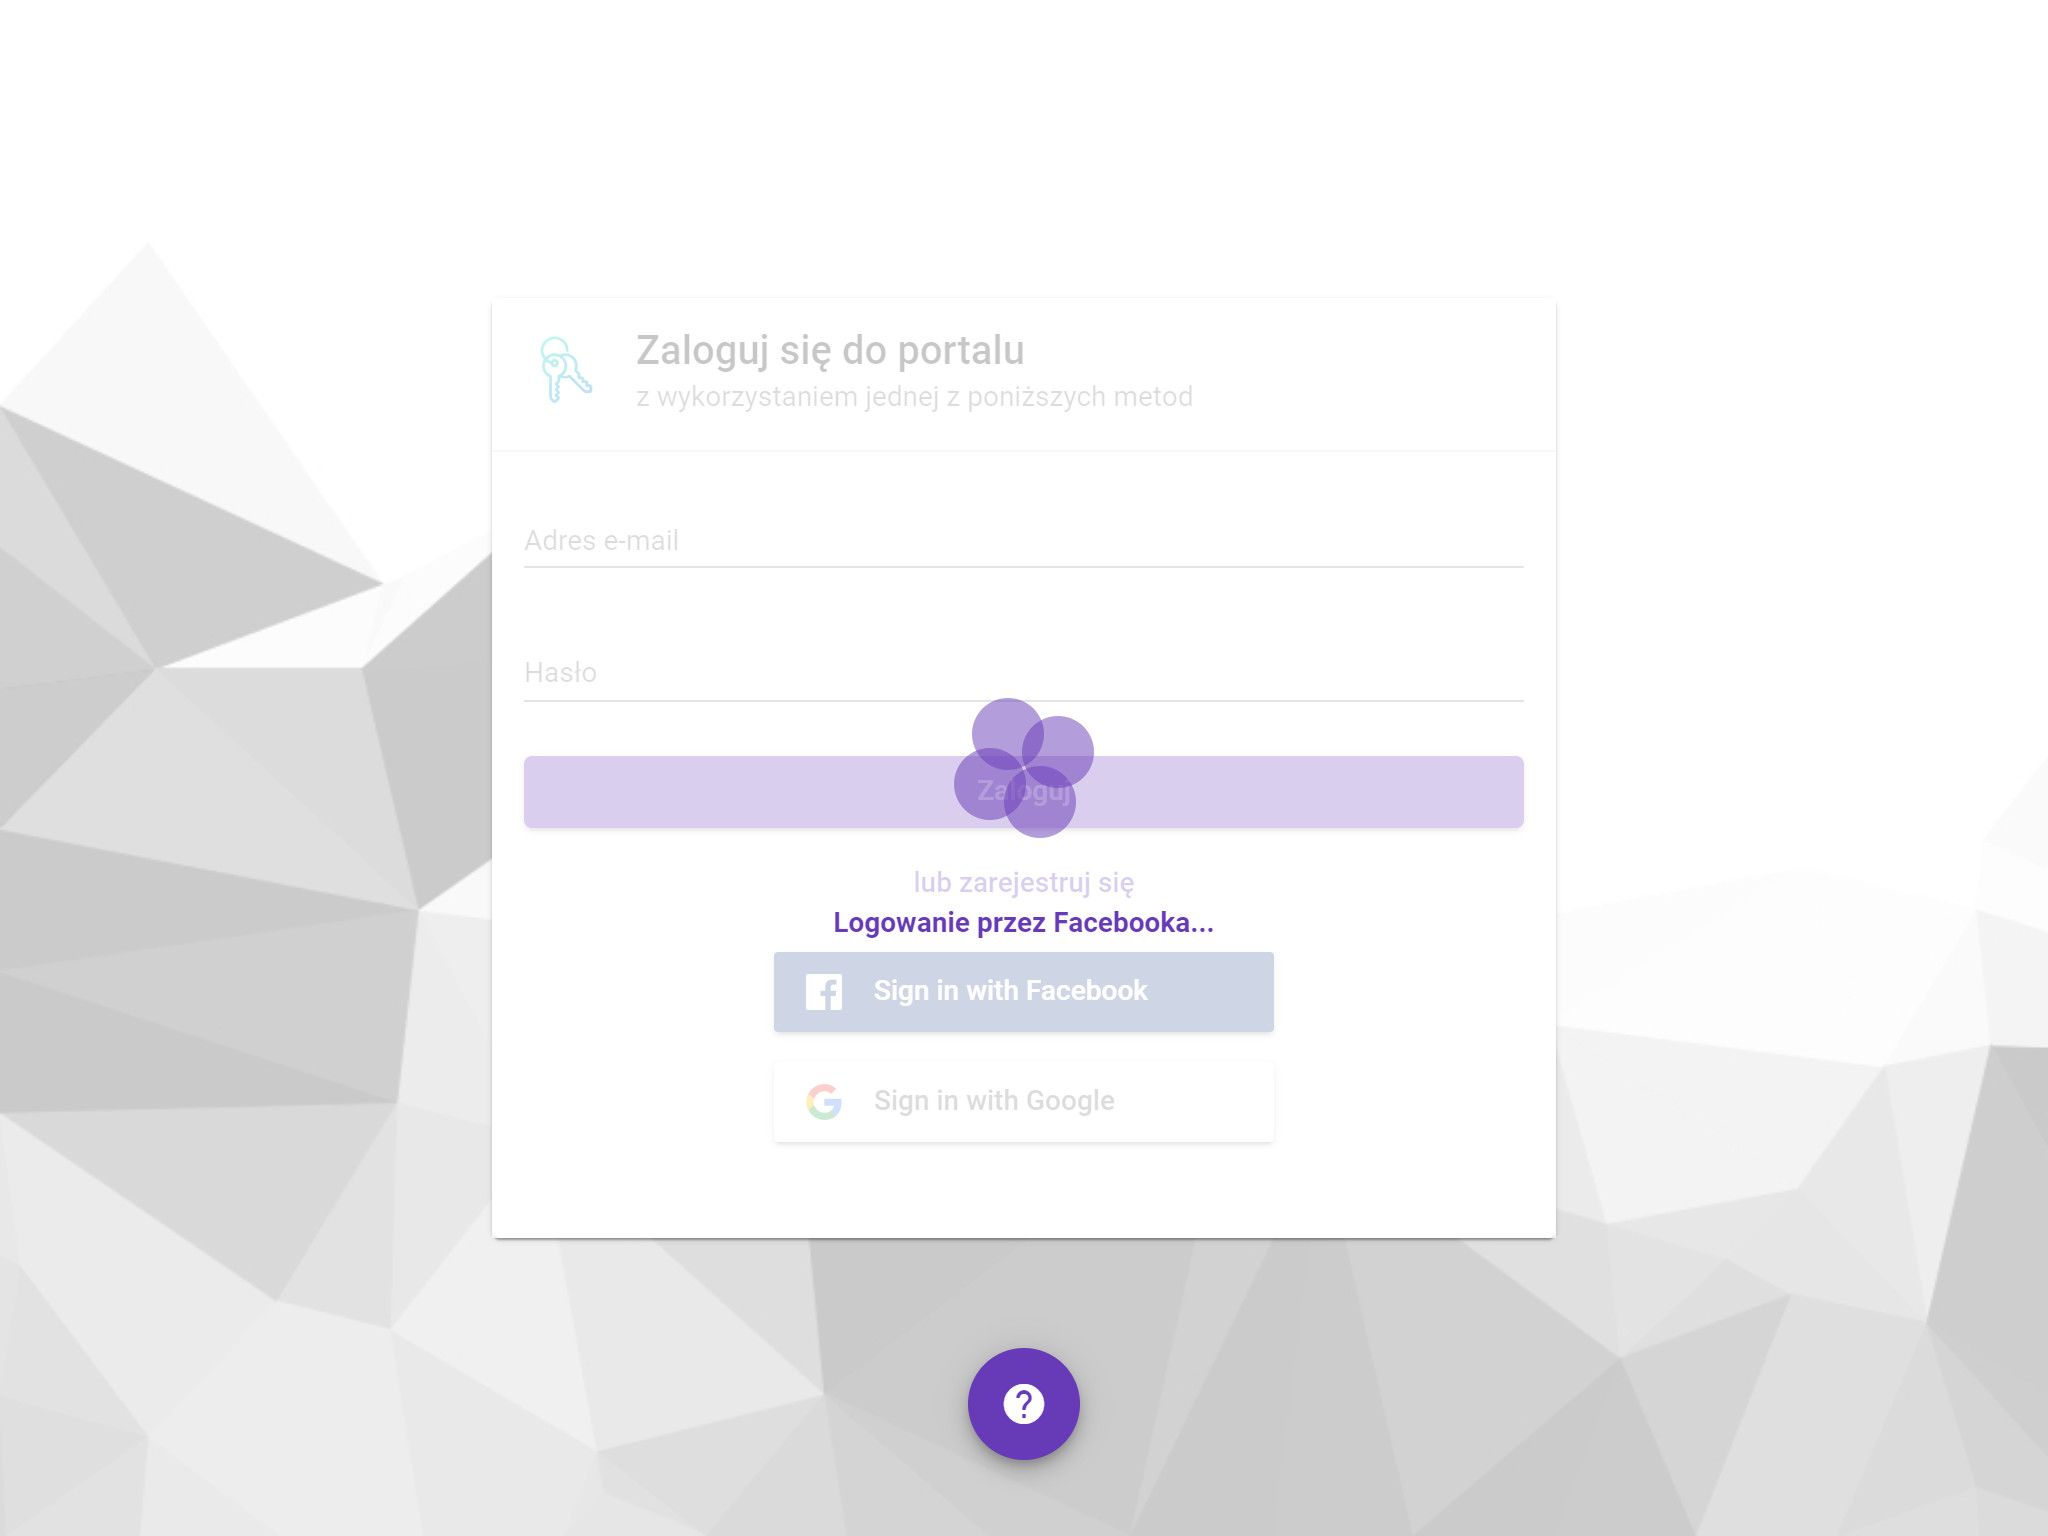 Zaloguj się do portalu
z wykorzystaniem jednej z poniższych metod
Adres e-mail
Hasło
Zaloguj
lub zarejestruj się
Logowanie przez Facebooka...
Sign in with Facebook
Sign in with Google
?